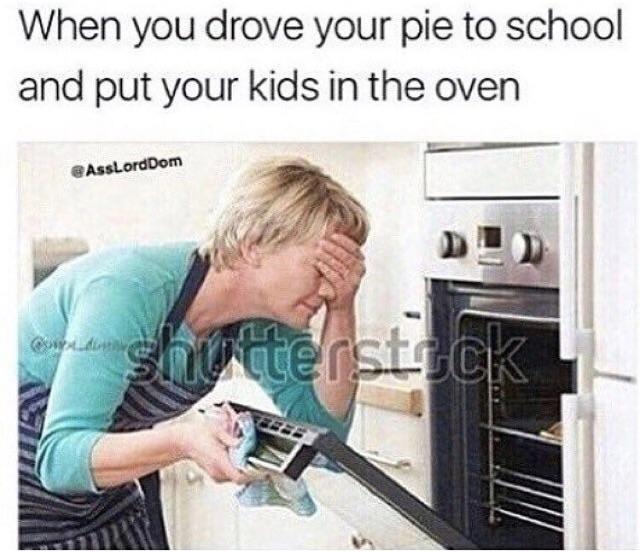 When you drove your pie to school
and put your kids in the oven
@AssLordDom
shutterstock